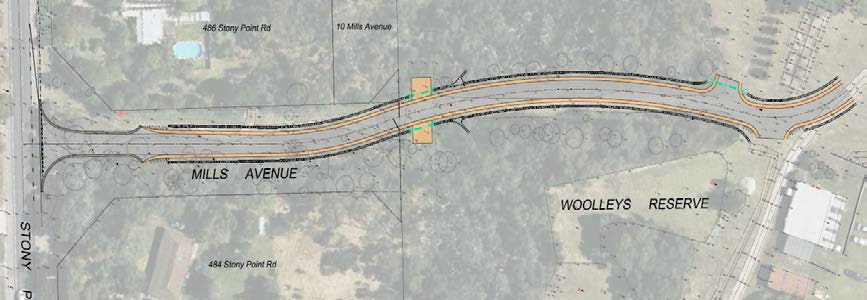 486 Stony Point Rd
10 Mills Avenue
MILLS AVENUE
WOOLLEYS RESERVE
STONY P
484 Stony Point Rd